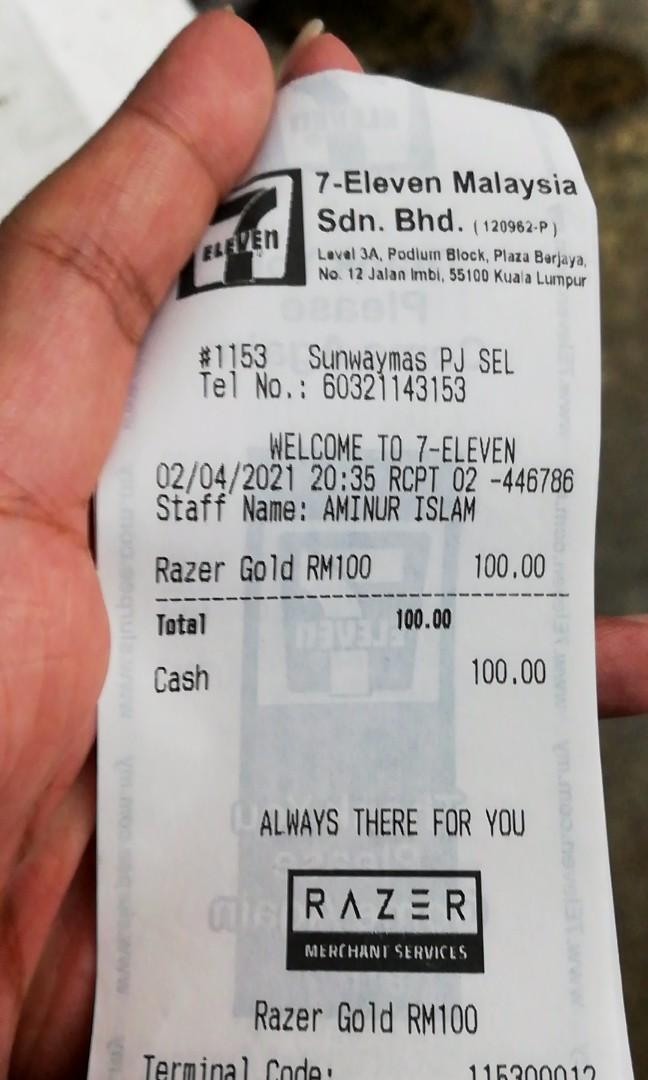 7-Eleven Malaysia
Sdn. Bhd. (120962-P)
ELEVEN
Level 3A, Podium Block, Plaza Berjaya,
No. 12 Jalan Imbi, 55100 Kuala Lumpur
#1153 Sunwaymas PJ SEL
Tel No.: 60321143153
WELCOME TO 7-ELEVEN
02/04/2021 20:35 RCPT 02 -446786
Staff Name: AMINUR ISLAM
Razer Gold RM100 100.00
Total 100.00
Cash 100.00
ALWAYS THERE FOR YOU
RAZER
MERCHANT SERVICES
Razer Gold RM100
Terminal Code: 115300012